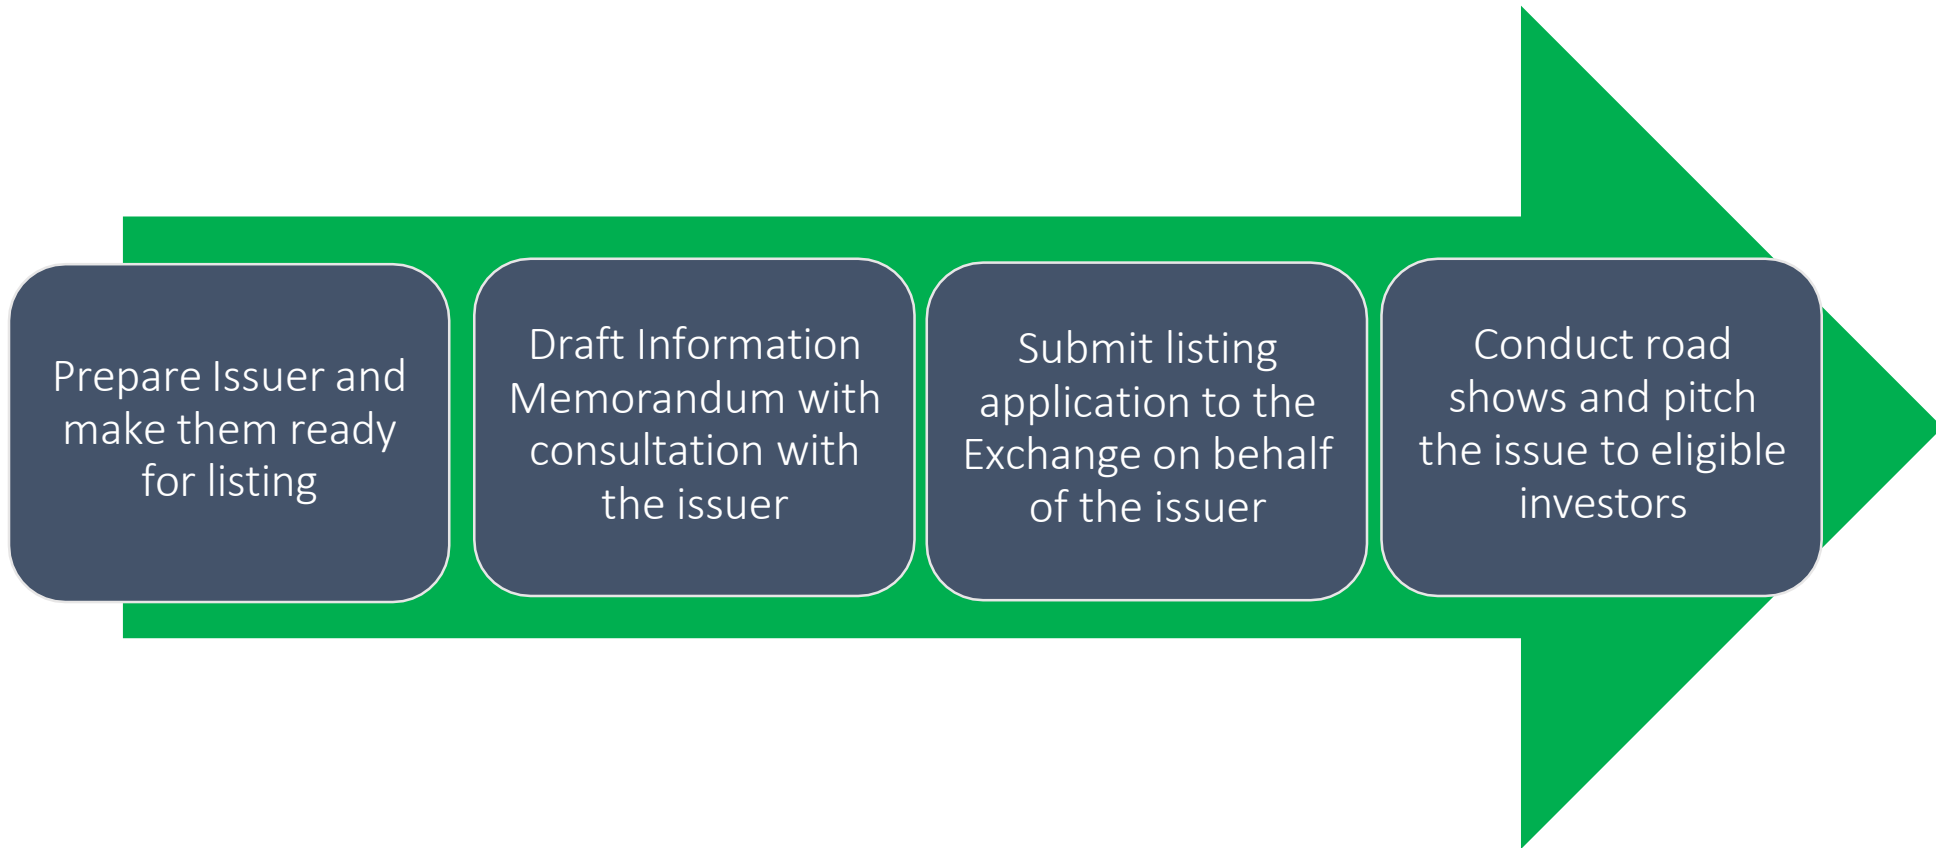 Prepare Issuer and
make them ready
for listing
Draft Information
Memorandum with
consultation with
the issuer
Submit listing
application to the
Exchange on behalf
of the issuer
Conduct road
shows and pitch
the issue to eligible
investors